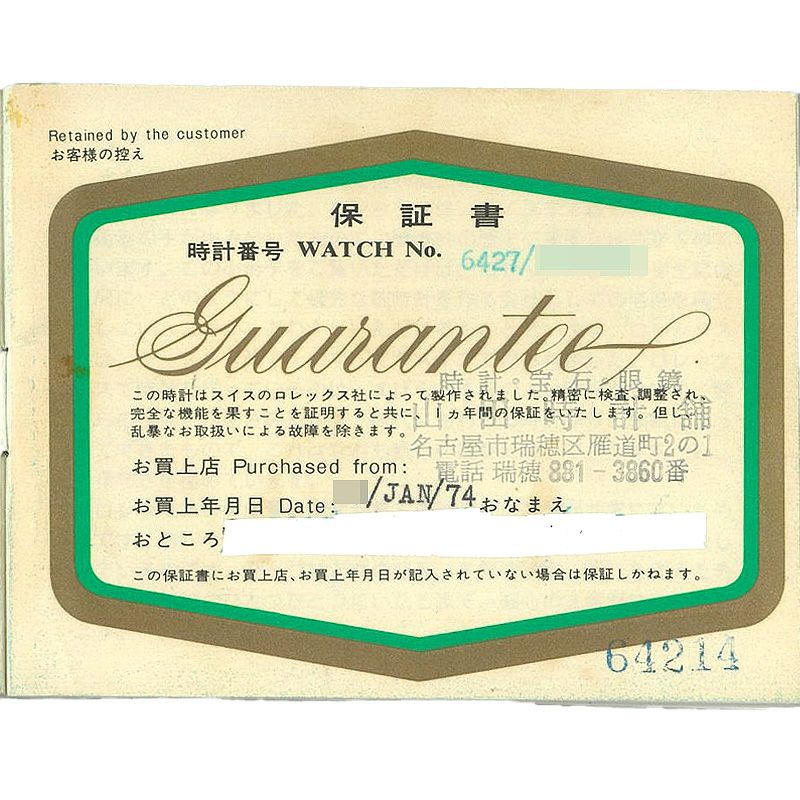 Retained by the customer
お客様の控え
保証書
時計番号 WATCH No. 6427/
Guarantee
時計・宝石・眼鏡
この時計はスイスのロレックス社によって製作されました。精密に検査、調整され、
完全な機能を果すことを証明すると共に、1ヵ年間の保証をいたします。但し、
山田時計舗
乱暴なお取扱いによる故障を除きます。
名古屋市瑞穂区雁道町2の1
お買上店 Purchased from:
電話 瑞穂 881-3860番
お買上年月日 Date: /JAN/74 おなまえ
おところ
この保証書にお買上店、お買上年月日が記入されていない場合は保証しかねます。
64214